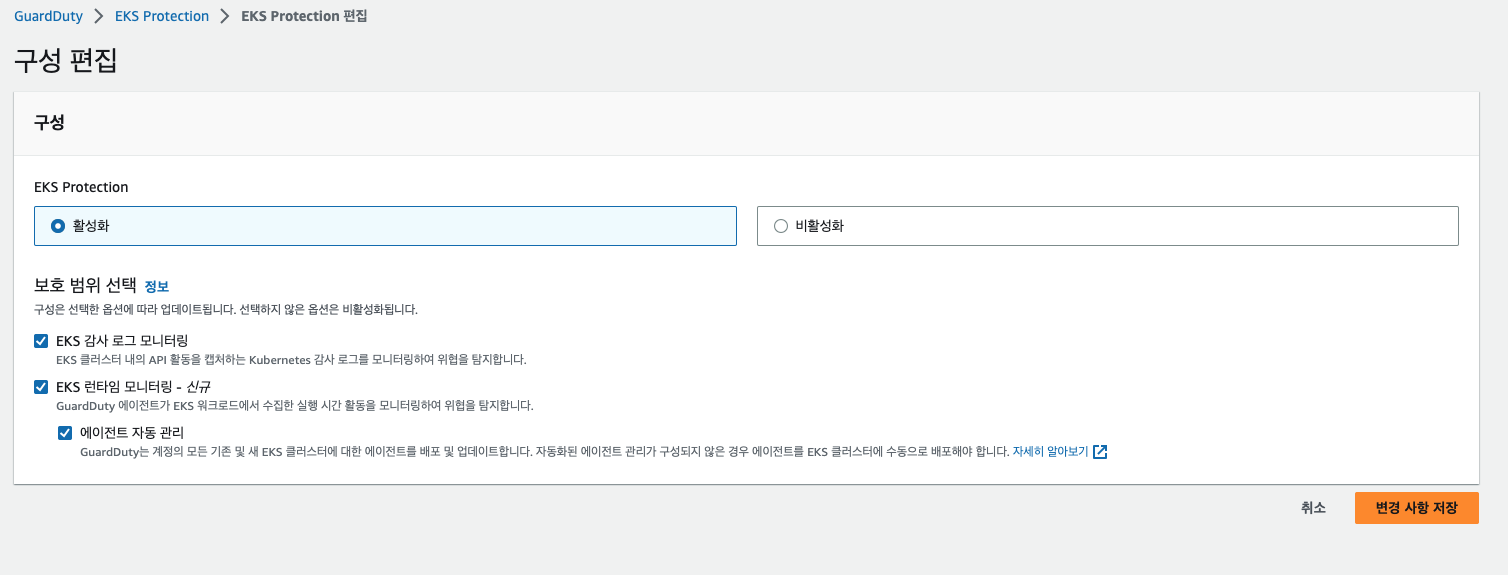 GuardDuty > EKS Protection > EKS Protection 편집
구성 편집
구성
EKS Protection
활성화
비활성화
보호 범위 선택 정보
구성은 선택한 옵션에 따라 업데이트됩니다. 선택하지 않은 옵션은 비활성화됩니다.
EKS 감사 로그 모니터링
EKS 클러스터 내의 API 활동을 캡처하는 Kubernetes 감사 로그를 모니터링하여 위협을 탐지합니다.
EKS 런타임 모니터링 - 신규
GuardDuty 에이전트가 EKS 워크로드에서 수집한 실행 시간 활동을 모니터링하여 위협을 탐지합니다.
에이전트 자동 관리
GuardDuty는 계정의 모든 기존 및 새 EKS 클러스터에 대한 에이전트를 배포 및 업데이트합니다. 자동화된 에이전트 관리가 구성되지 않은 경우 에이전트를 EKS 클러스터에 수동으로 배포해야 합니다. 자세히 알아보기
취소
변경 사항 저장